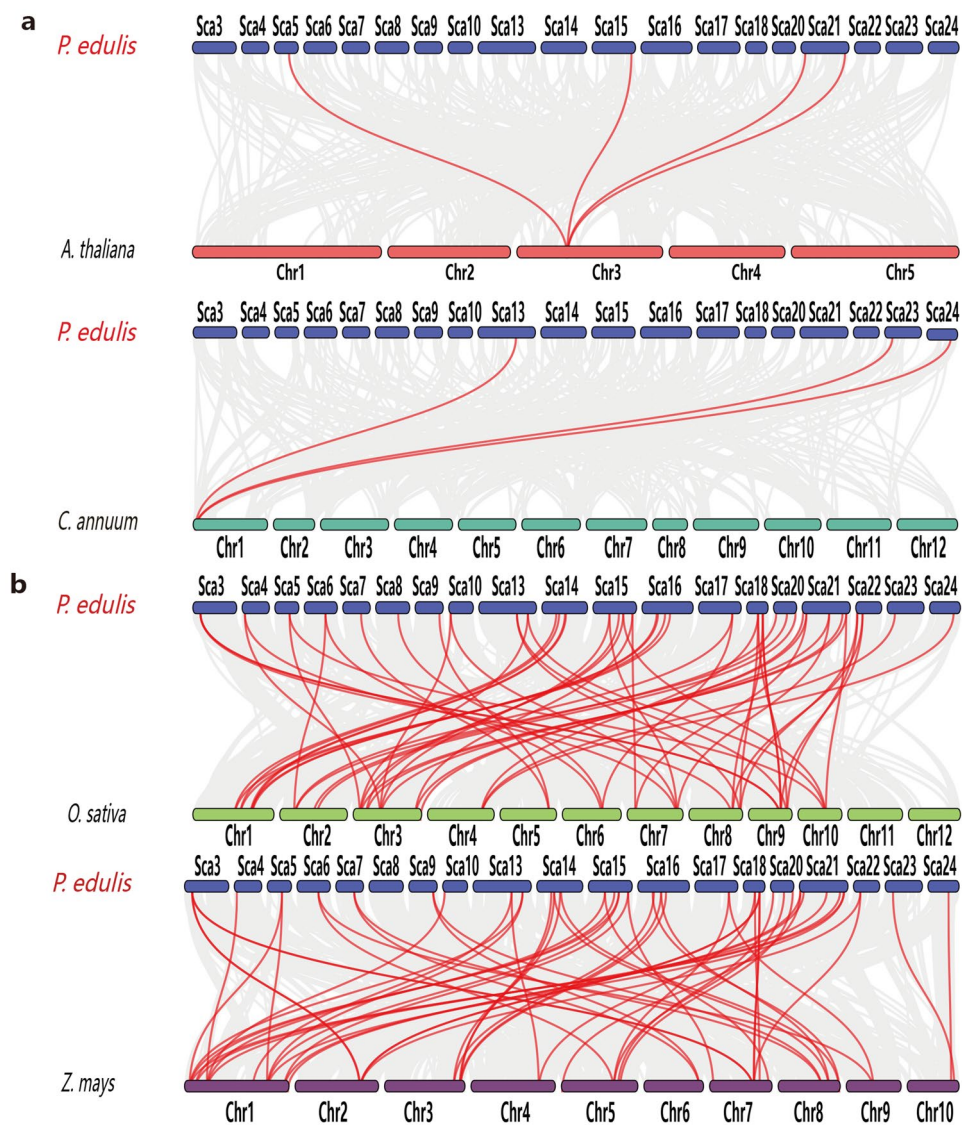 a
Sca3 Sca4 Sca5 Sca6 Sca7 Sca8 Sca9 Sca10 Sca13 Sca14 Sca15 Sca16 Sca17 Sca18 Sca20 Sca21 Sca22 Sca23 Sca24
P. edulis
A. thaliana
Chr1 Chr2 Chr3 Chr4 Chr5
Sca3 Sca4 Sca5 Sca6 Sca7 Sca8 Sca9 Sca10 Sca13 Sca14 Sca15 Sca16 Sca17 Sca18 Sca20 Sca21 Sca22 Sca23 Sca24
P. edulis
C. annuum
Chr1 Chr2 Chr3 Chr4 Chr5 Chr6 Chr7 Chr8 Chr9 Chr10 Chr11 Chr12
b
Sca3 Sca4 Sca5 Sca6 Sca7 Sca8 Sca9 Sca10 Sca13 Sca14 Sca15 Sca16 Sca17 Sca18 Sca20 Sca21 Sca22 Sca23 Sca24
P. edulis
O. sativa
Chr1 Chr2 Chr3 Chr4 Chr5 Chr6 Chr7 Chr8 Chr9 Chr10 Chr11 Chr12
Sca3 Sca4 Sca5 Sca6 Sca7 Sca8 Sca9 Sca10 Sca13 Sca14 Sca15 Sca16 Sca17 Sca18 Sca20 Sca21 Sca22 Sca23 Sca24
P. edulis
Z. mays
Chr1 Chr2 Chr3 Chr4 Chr5 Chr6 Chr7 Chr8 Chr9 Chr10